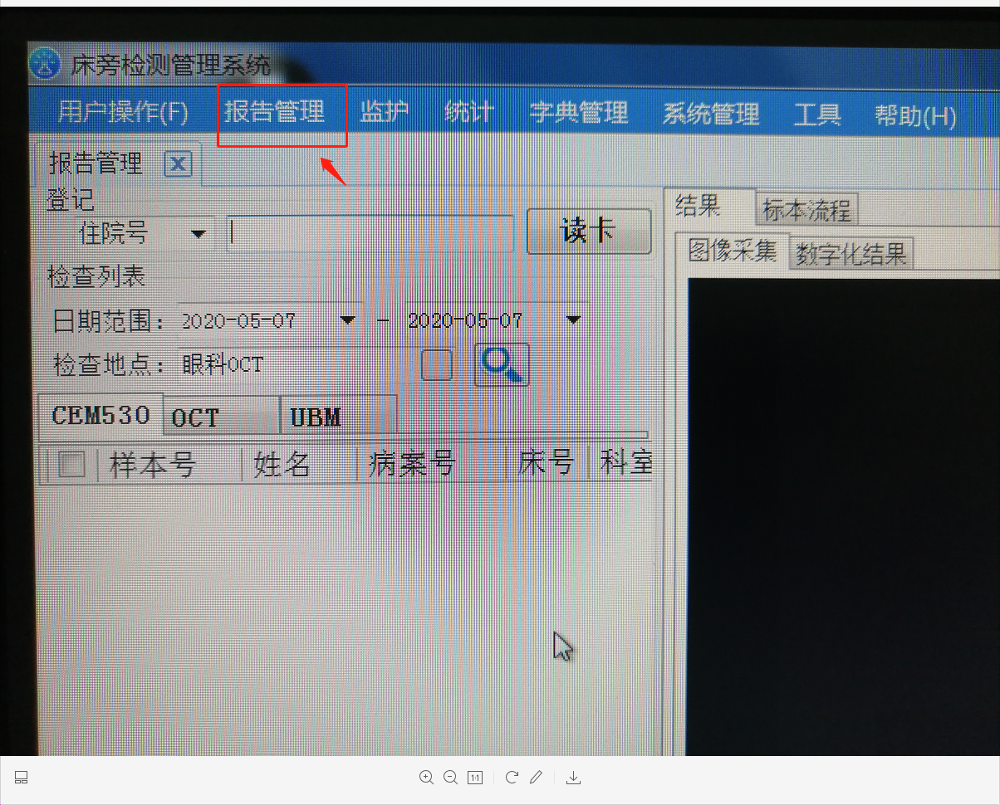 床旁检测管理系统
用户操作(F) 报告管理 监护 统计 字典管理 系统管理 工具 帮助(H)
报告管理
登记
住院号 读卡
检查列表
日期范围： 2020-05-07 — 2020-05-07
检查地点： 眼科OCT
CEM530 OCT UBM
样本号 姓名 病案号 床号 科室
结果 标本流程
图像采集 数字化结果
1:1